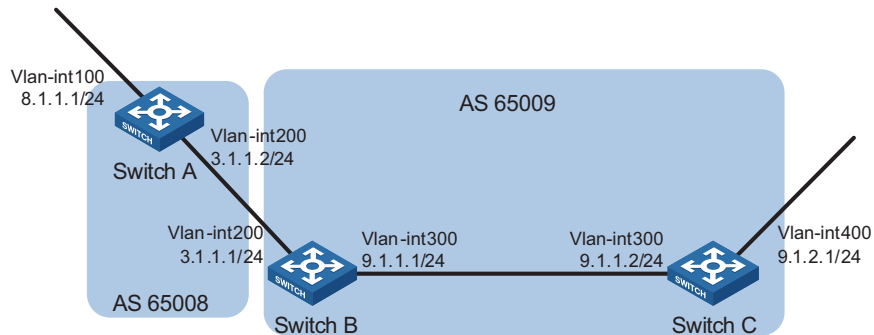 Vlan-int100
8.1.1.1/24
SWITCH
Switch A
Vlan-int200
3.1.1.2/24
AS 65009
Vlan-int200
3.1.1.1/24
AS 65008
SWITCH
Switch B
Vlan-int300
9.1.1.1/24
Vlan-int300
9.1.1.2/24
SWITCH
Switch C
Vlan-int400
9.1.2.1/24